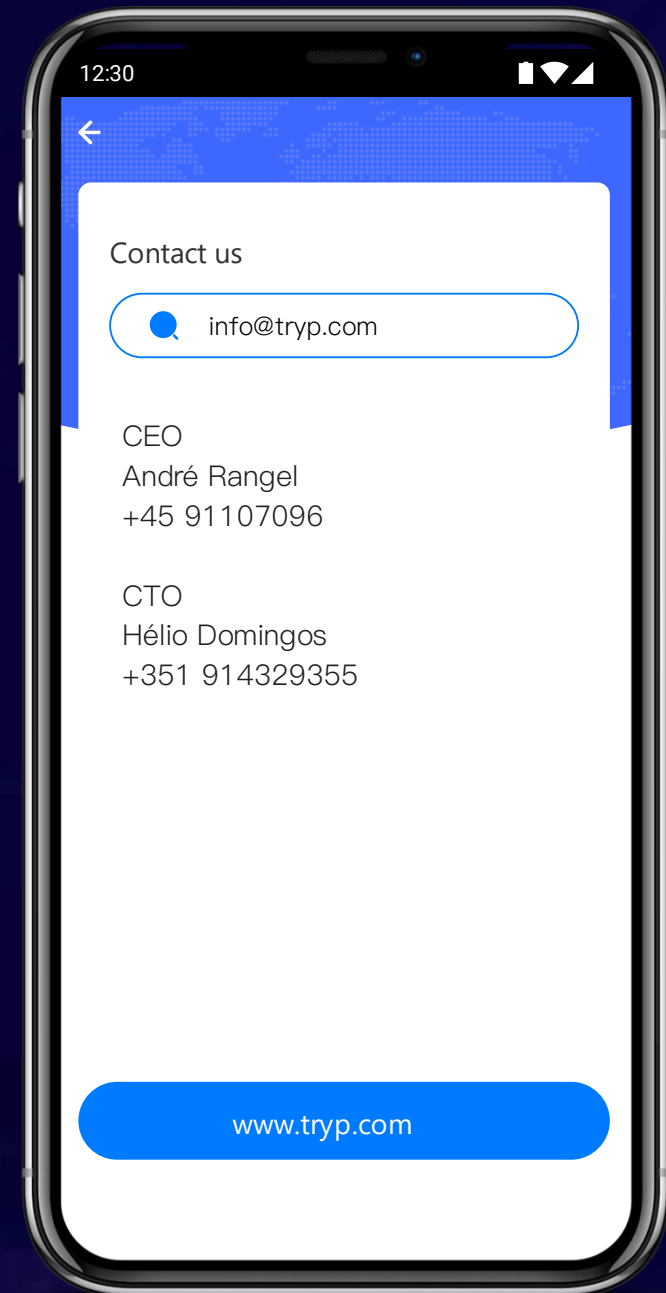 12:30
Contact us
info@tryp.com
CEO
André Rangel
+45 91107096
CTO
Hélio Domingos
+351 914329355
www.tryp.com